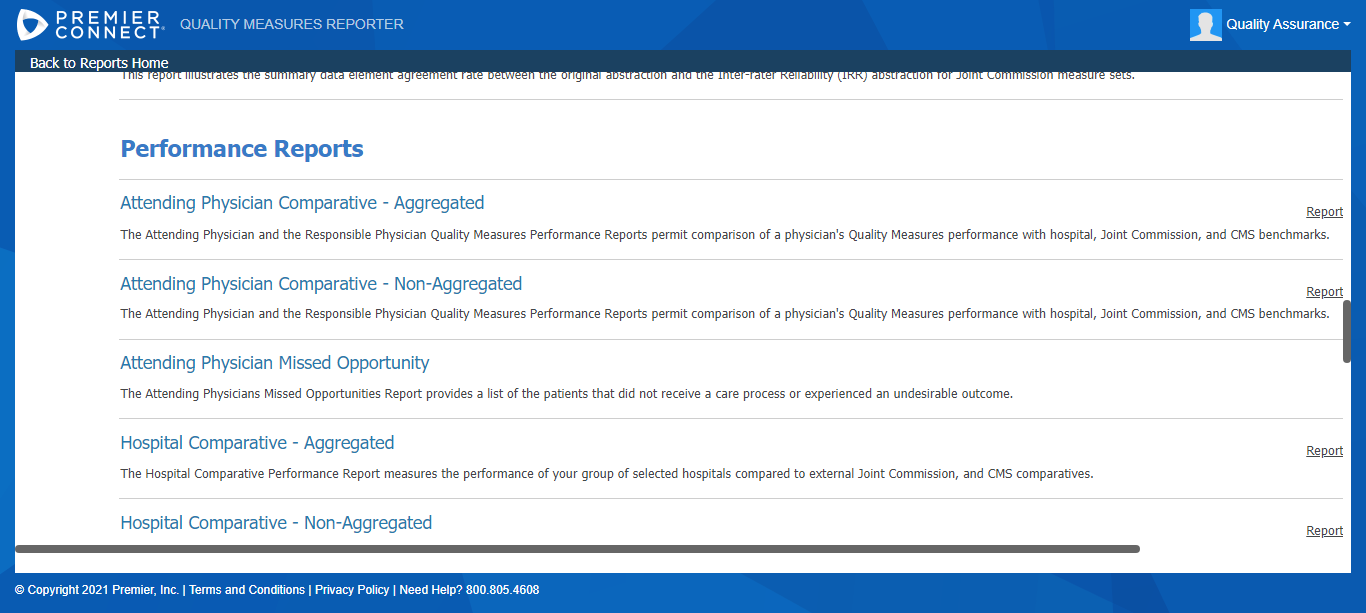 PREMIER
CONNECT
QUALITY MEASURES REPORTER
Quality Assurance
Back to Reports Home
This report illustrates the summary data element agreement rate between the original abstraction and the Inter-rater Reliability (IRR) abstraction for Joint Commission measure sets.
Performance Reports
Attending Physician Comparative - Aggregated
Report
The Attending Physician and the Responsible Physician Quality Measures Performance Reports permit comparison of a physician's Quality Measures performance with hospital, Joint Commission, and CMS benchmarks.
Attending Physician Comparative - Non-Aggregated
Report
The Attending Physician and the Responsible Physician Quality Measures Performance Reports permit comparison of a physician's Quality Measures performance with hospital, Joint Commission, and CMS benchmarks.
Attending Physician Missed Opportunity
The Attending Physicians Missed Opportunities Report provides a list of the patients that did not receive a care process or experienced an undesirable outcome.
Hospital Comparative - Aggregated
Report
The Hospital Comparative Performance Report measures the performance of your group of selected hospitals compared to external Joint Commission, and CMS comparatives.
Hospital Comparative - Non-Aggregated
Report
© Copyright 2021 Premier, Inc. | Terms and Conditions | Privacy Policy | Need Help? 800.805.4608